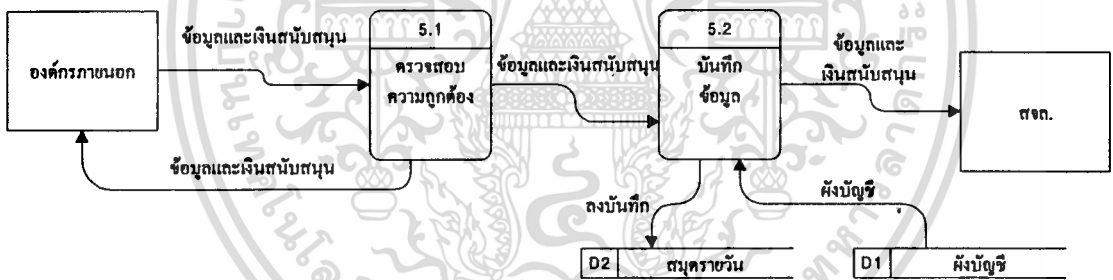 5.1
5.2
ข้อมูลและเงินสนับสนุน
ข้อมูลและ
เงินสนับสนุน
องค์กรภายนอก
ตรวจสอบ
ความถูกต้อง
ข้อมูลและเงินสนับสนุน
บันทึก
ข้อมูล
สจล.
ข้อมูลและเงินสนับสนุน
ลงบันทึก
ผังบัญชี
D2 สมุดรายวัน
D1 ผังบัญชี